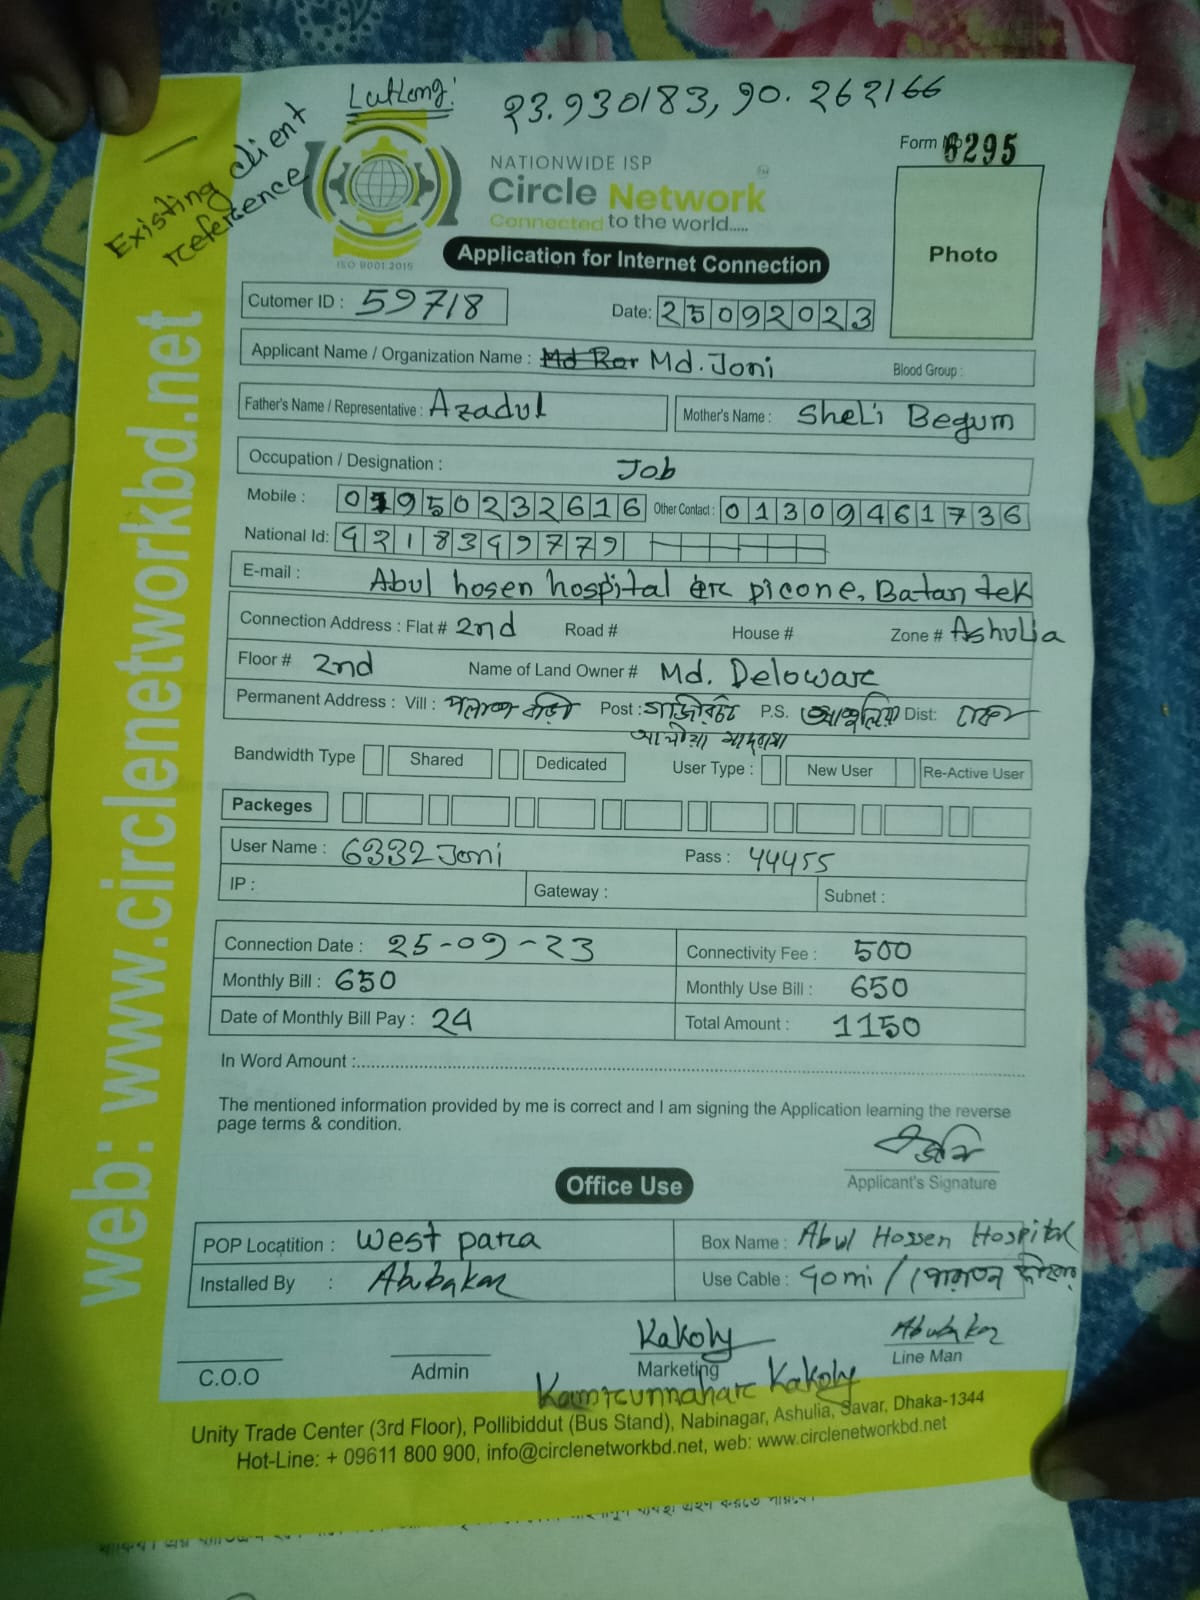 LatLong: 23.930183, 90.262166
Existing client
reference
Form No 6295
NATIONWIDE ISP
Circle Network
Connected to the world.....
ISO 9001:2015
Application for Internet Connection
Photo
Cutomer ID : 59718
Date: 25092023
Applicant Name / Organization Name : Md. Joni Blood Group :
Father's Name / Representative : Azadul Mother's Name : Sheli Begum
Occupation / Designation : Job
Mobile : 01950232616 Other Contact : 01309461736
National Id: 9218349779
E-mail : Abul hosen hospital er picone, Batan tek
Connection Address : Flat # 2nd Road # House # Zone # Ashulia
Floor # 2nd Name of Land Owner # Md. Deloware
Permanent Address : Vill : পলাশ বাড়ী Post : গাজীরচট P.S. আশুলিয়া Dist: ঢাকা
মাদ্রাসা
Bandwidth Type Shared Dedicated User Type : New User Re-Active User
Packeges
User Name : 6332Joni Pass : 44455
IP : Gateway : Subnet :
Connection Date : 25-09-23 Connectivity Fee : 500
Monthly Bill : 650 Monthly Use Bill : 650
Date of Monthly Bill Pay : 24 Total Amount : 1150
In Word Amount :
The mentioned information provided by me is correct and I am signing the Application learning the reverse
page terms & condition.
জনি
Applicant's Signature
Office Use
POP Locatition : West para Box Name : Abul Hossen Hospital
Installed By : Abubakar Use Cable : 90mi /
Kakoly Abubakar
C.O.O Admin Marketing Line Man
Kamrunnahar Kakoly
Unity Trade Center (3rd Floor), Pollibiddut (Bus Stand), Nabinagar, Ashulia, Savar, Dhaka-1344
Hot-Line: + 09611 800 900, info@circlenetworkbd.net, web: www.circlenetworkbd.net
web: www.circlenetworkbd.net